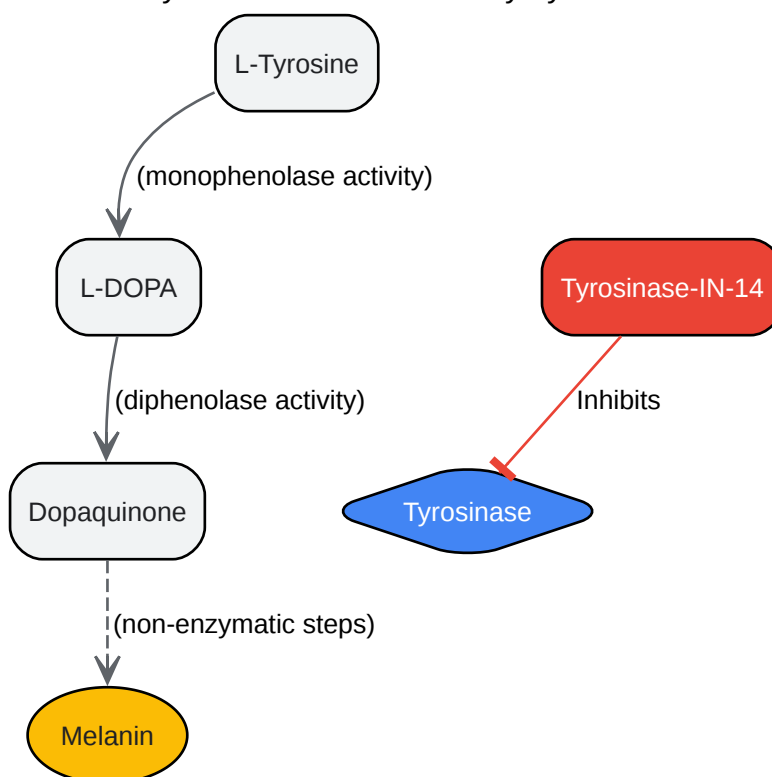 L-Tyrosine
(monophenolase activity)
L-DOPA
Tyrosinase-IN-14
(diphenolase activity)
Inhibits
Dopaquinone
Tyrosinase
(non-enzymatic steps)
Melanin